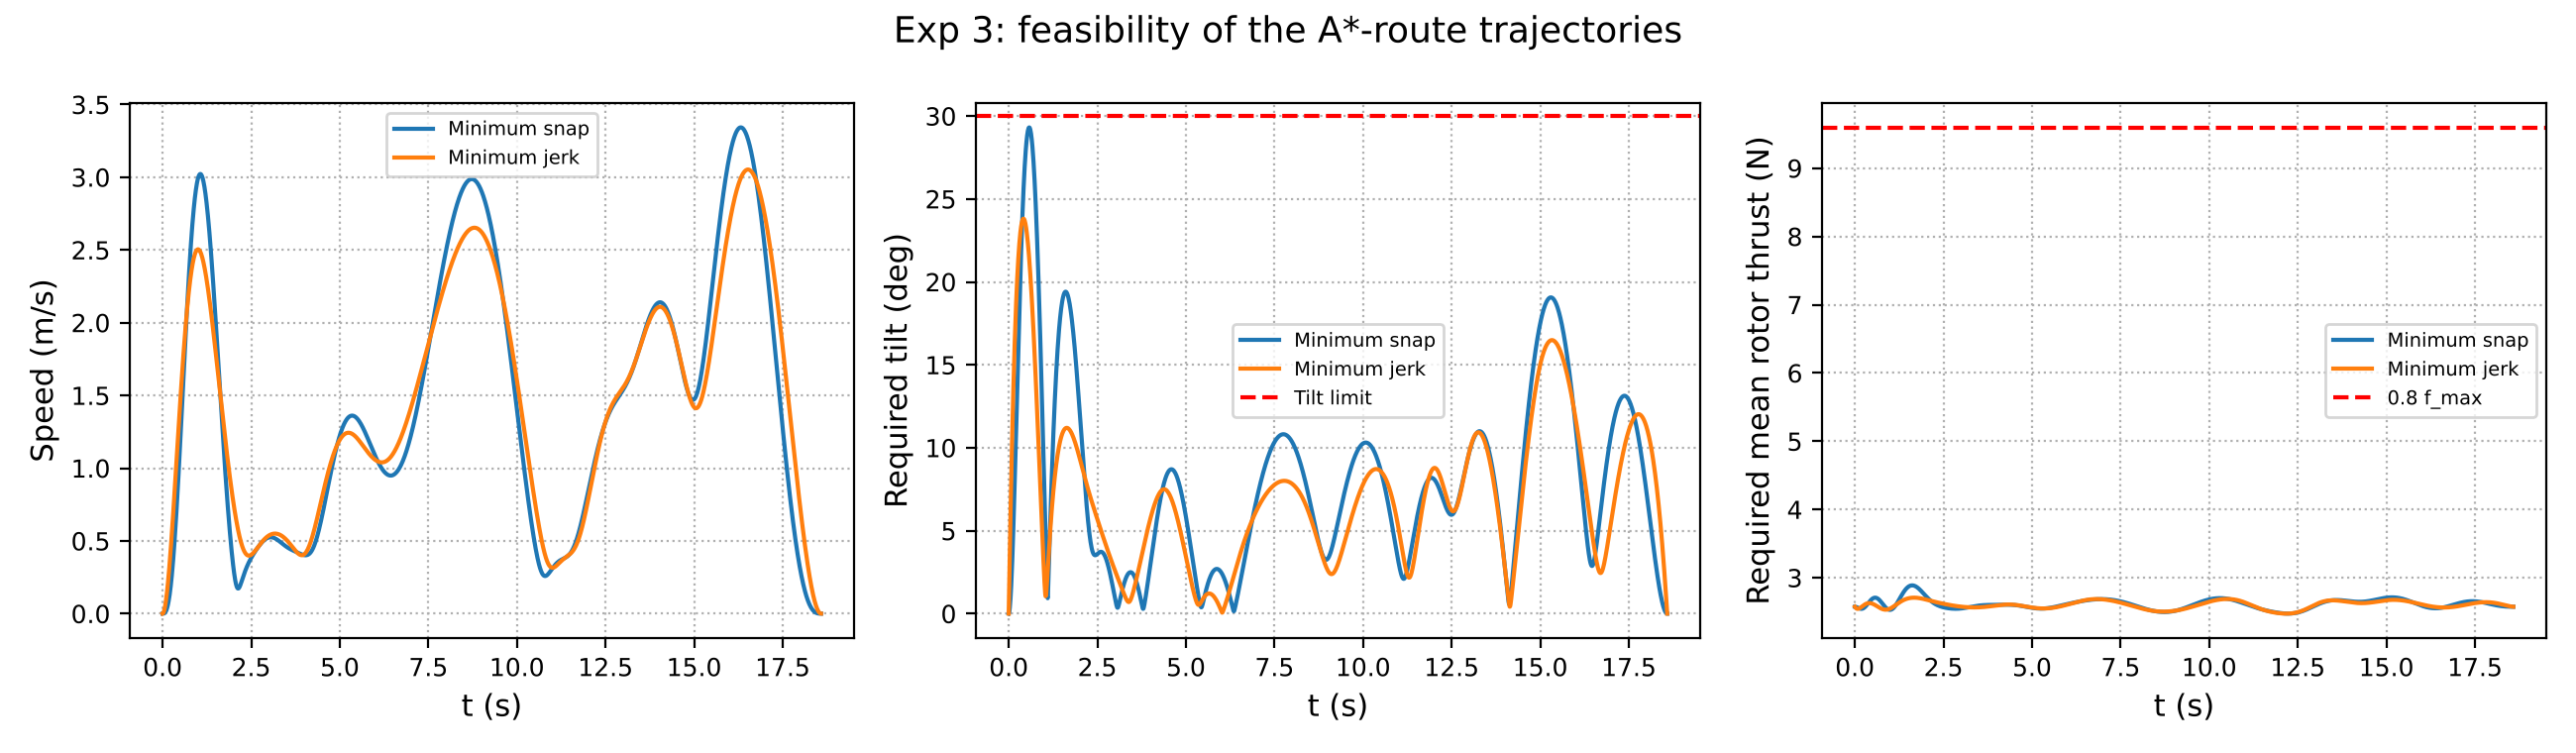 Exp 3: feasibility of the A*-route trajectories
Speed (m/s)
3.5
3.0
2.5
2.0
1.5
1.0
0.5
0.0
Minimum snap
Minimum jerk
0.0 2.5 5.0 7.5 10.0 12.5 15.0 17.5
t (s)
Required tilt (deg)
30
25
20
15
10
5
0
Minimum snap
Minimum jerk
Tilt limit
0.0 2.5 5.0 7.5 10.0 12.5 15.0 17.5
t (s)
Required mean rotor thrust (N)
9
8
7
6
5
4
3
Minimum snap
Minimum jerk
0.8 f_max
0.0 2.5 5.0 7.5 10.0 12.5 15.0 17.5
t (s)